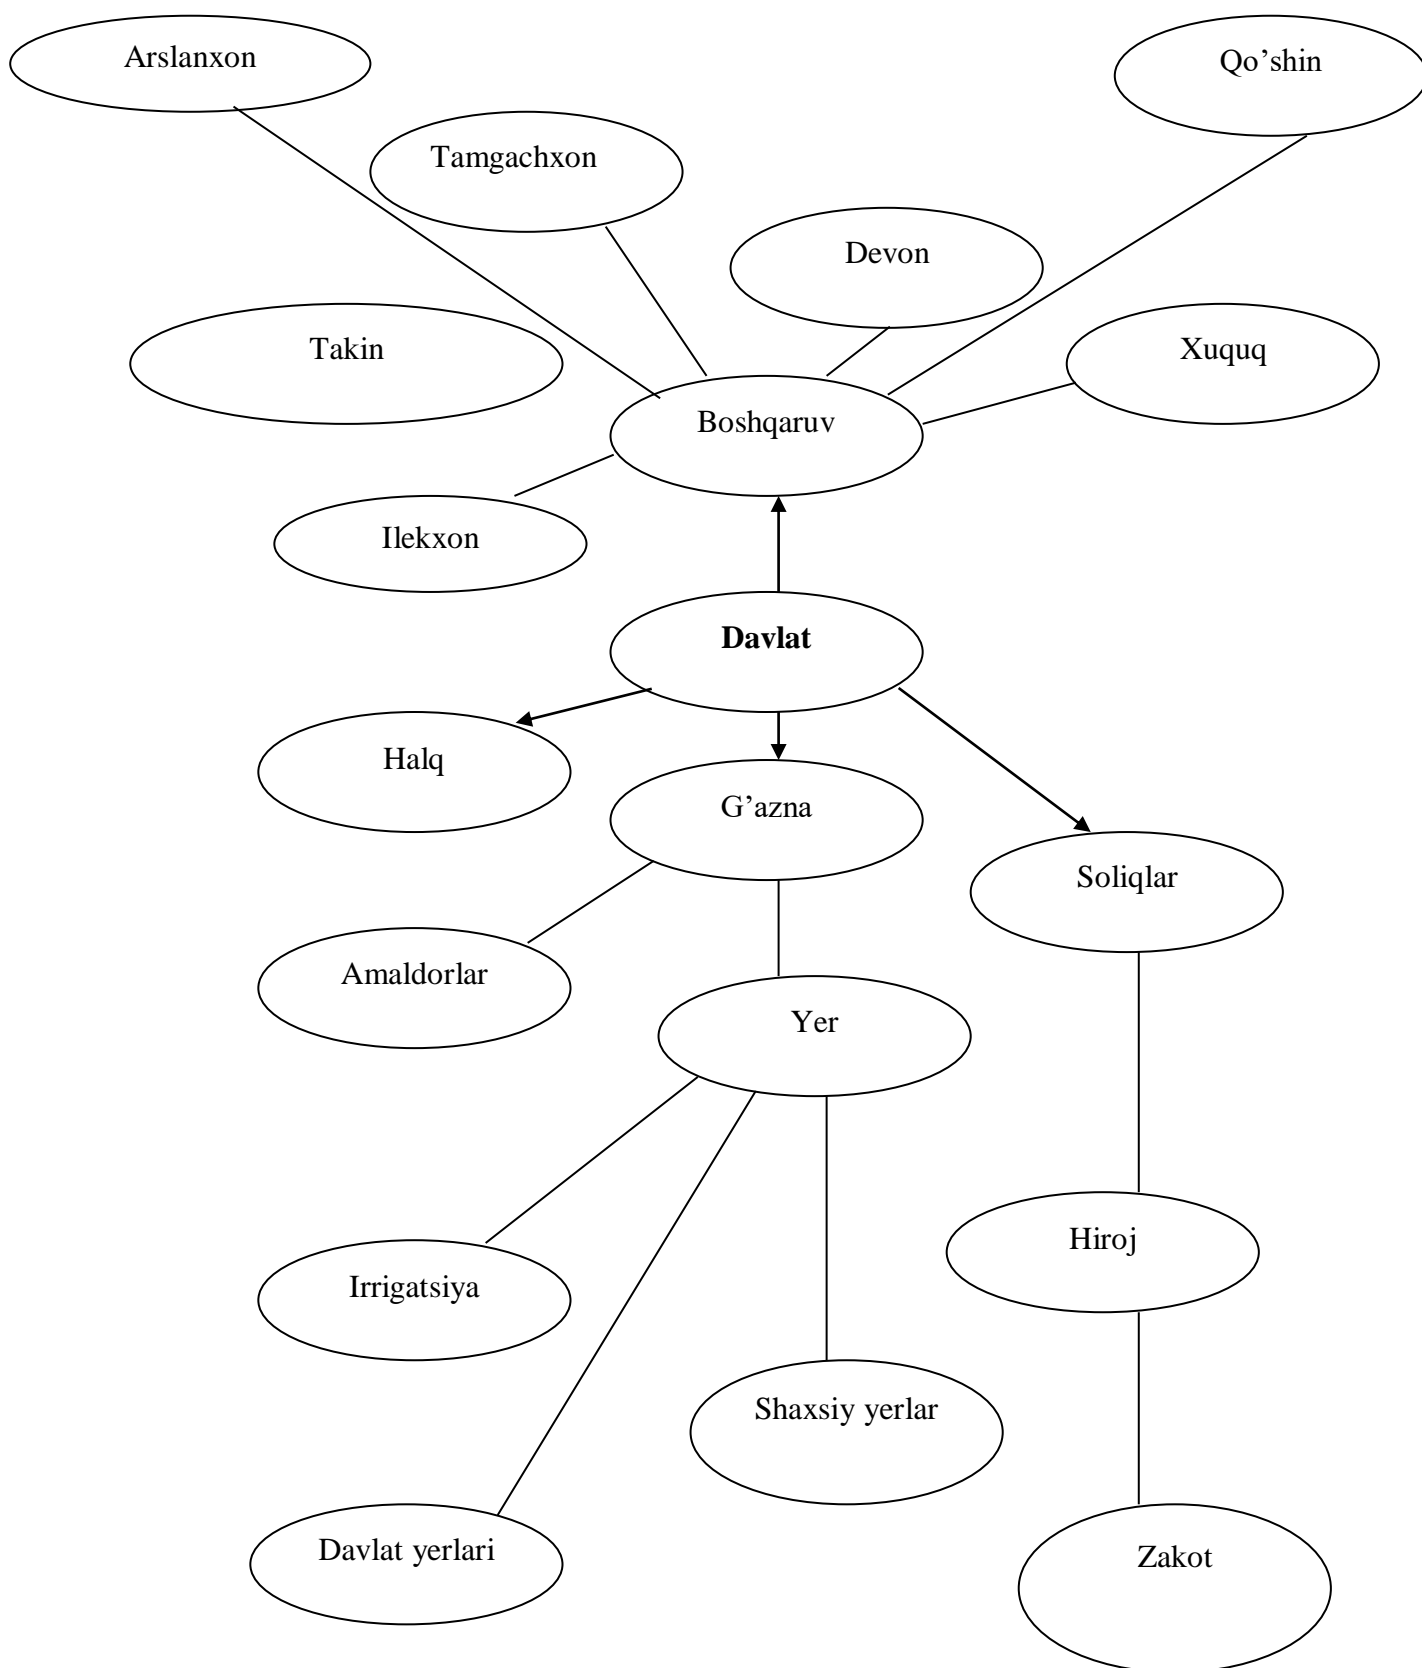 Arslanxon
Qo’shin
Tamgachxon
Devon
Takin
Xuquq
Boshqaruv
Ilekxon
Davlat
Halq
G’azna
Soliqlar
Amaldorlar
Yer
Hiroj
Irrigatsiya
Shaxsiy yerlar
Davlat yerlari
Zakot